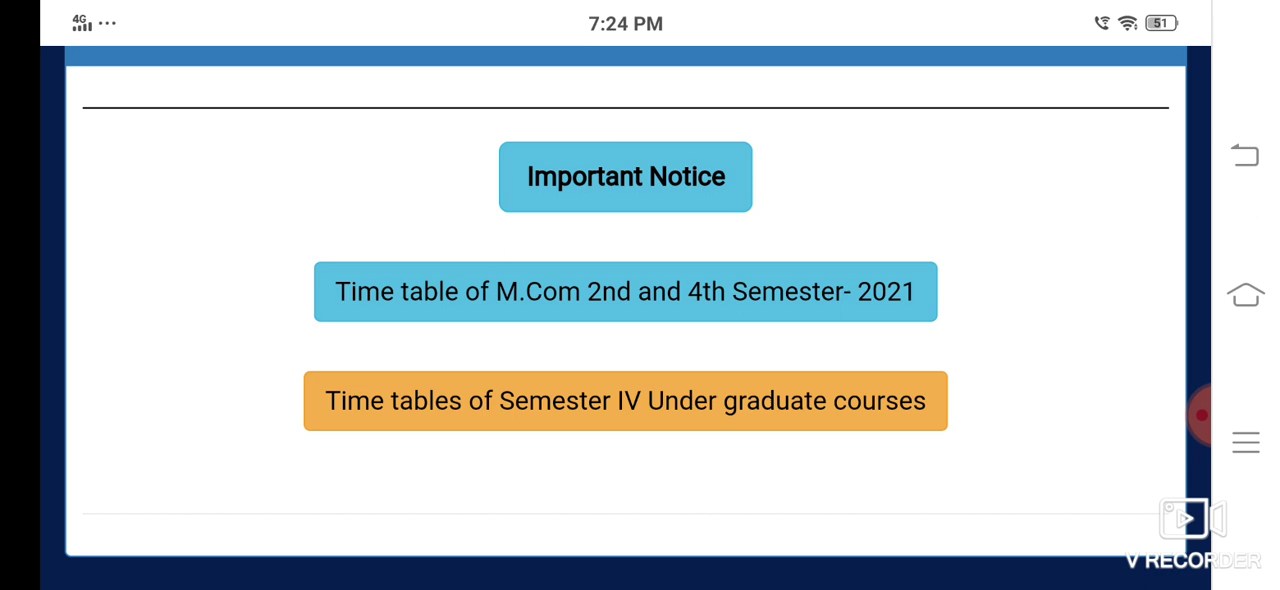 4G ... 7:24 PM 51
Important Notice
Time table of M.Com 2nd and 4th Semester- 2021
Time tables of Semester IV Under graduate courses
V RECORDER